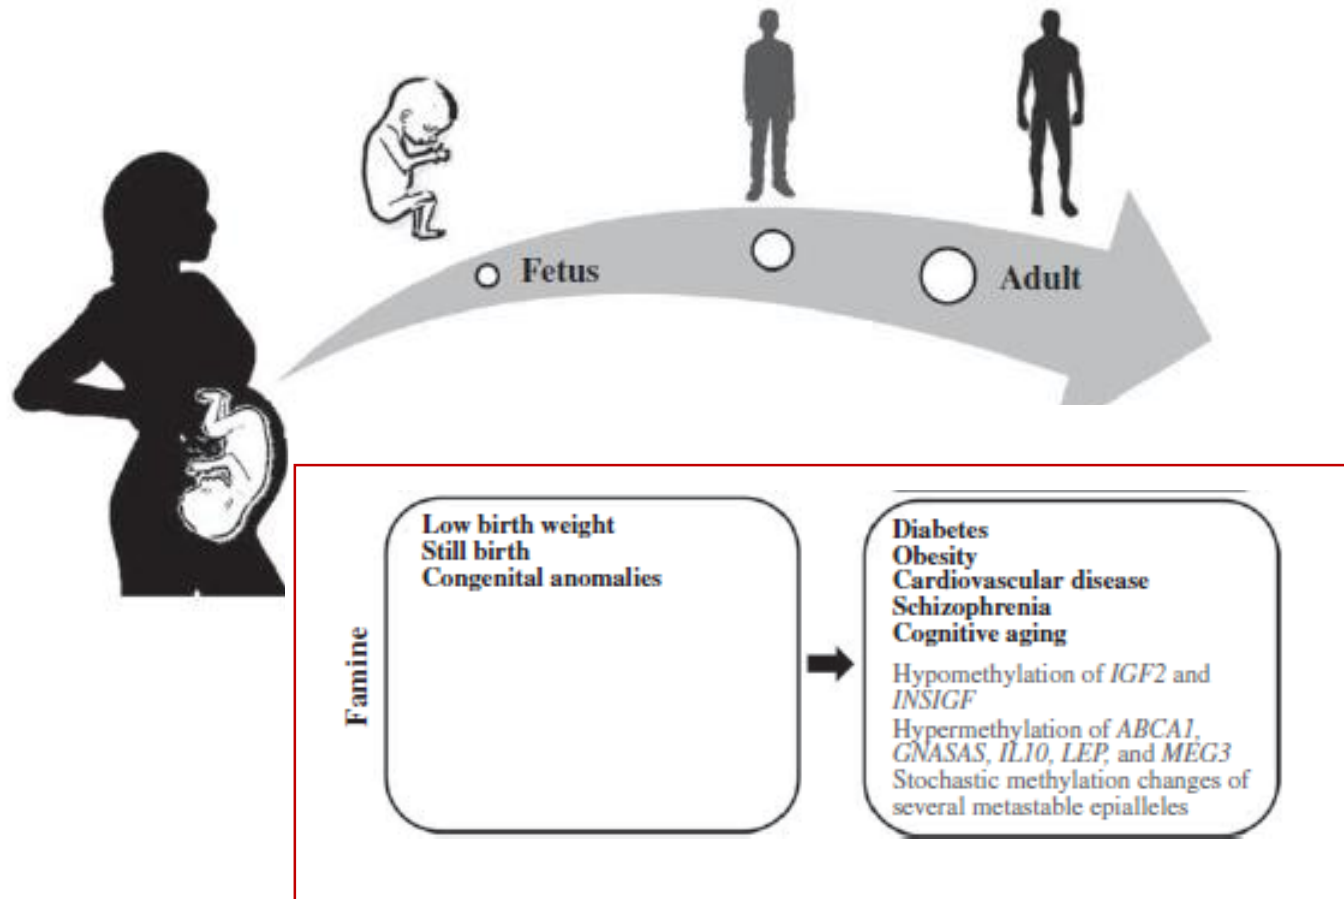 Fetus
Adult
Famine
Low birth weight
Still birth
Congenital anomalies
Diabetes
Obesity
Cardiovascular disease
Schizophrenia
Cognitive aging
Hypomethylation of IGF2 and
INSIGF
Hypermethylation of ABCA1,
GNASAS, IL10, LEP, and MEG3
Stochastic methylation changes of
several metastable epialleles